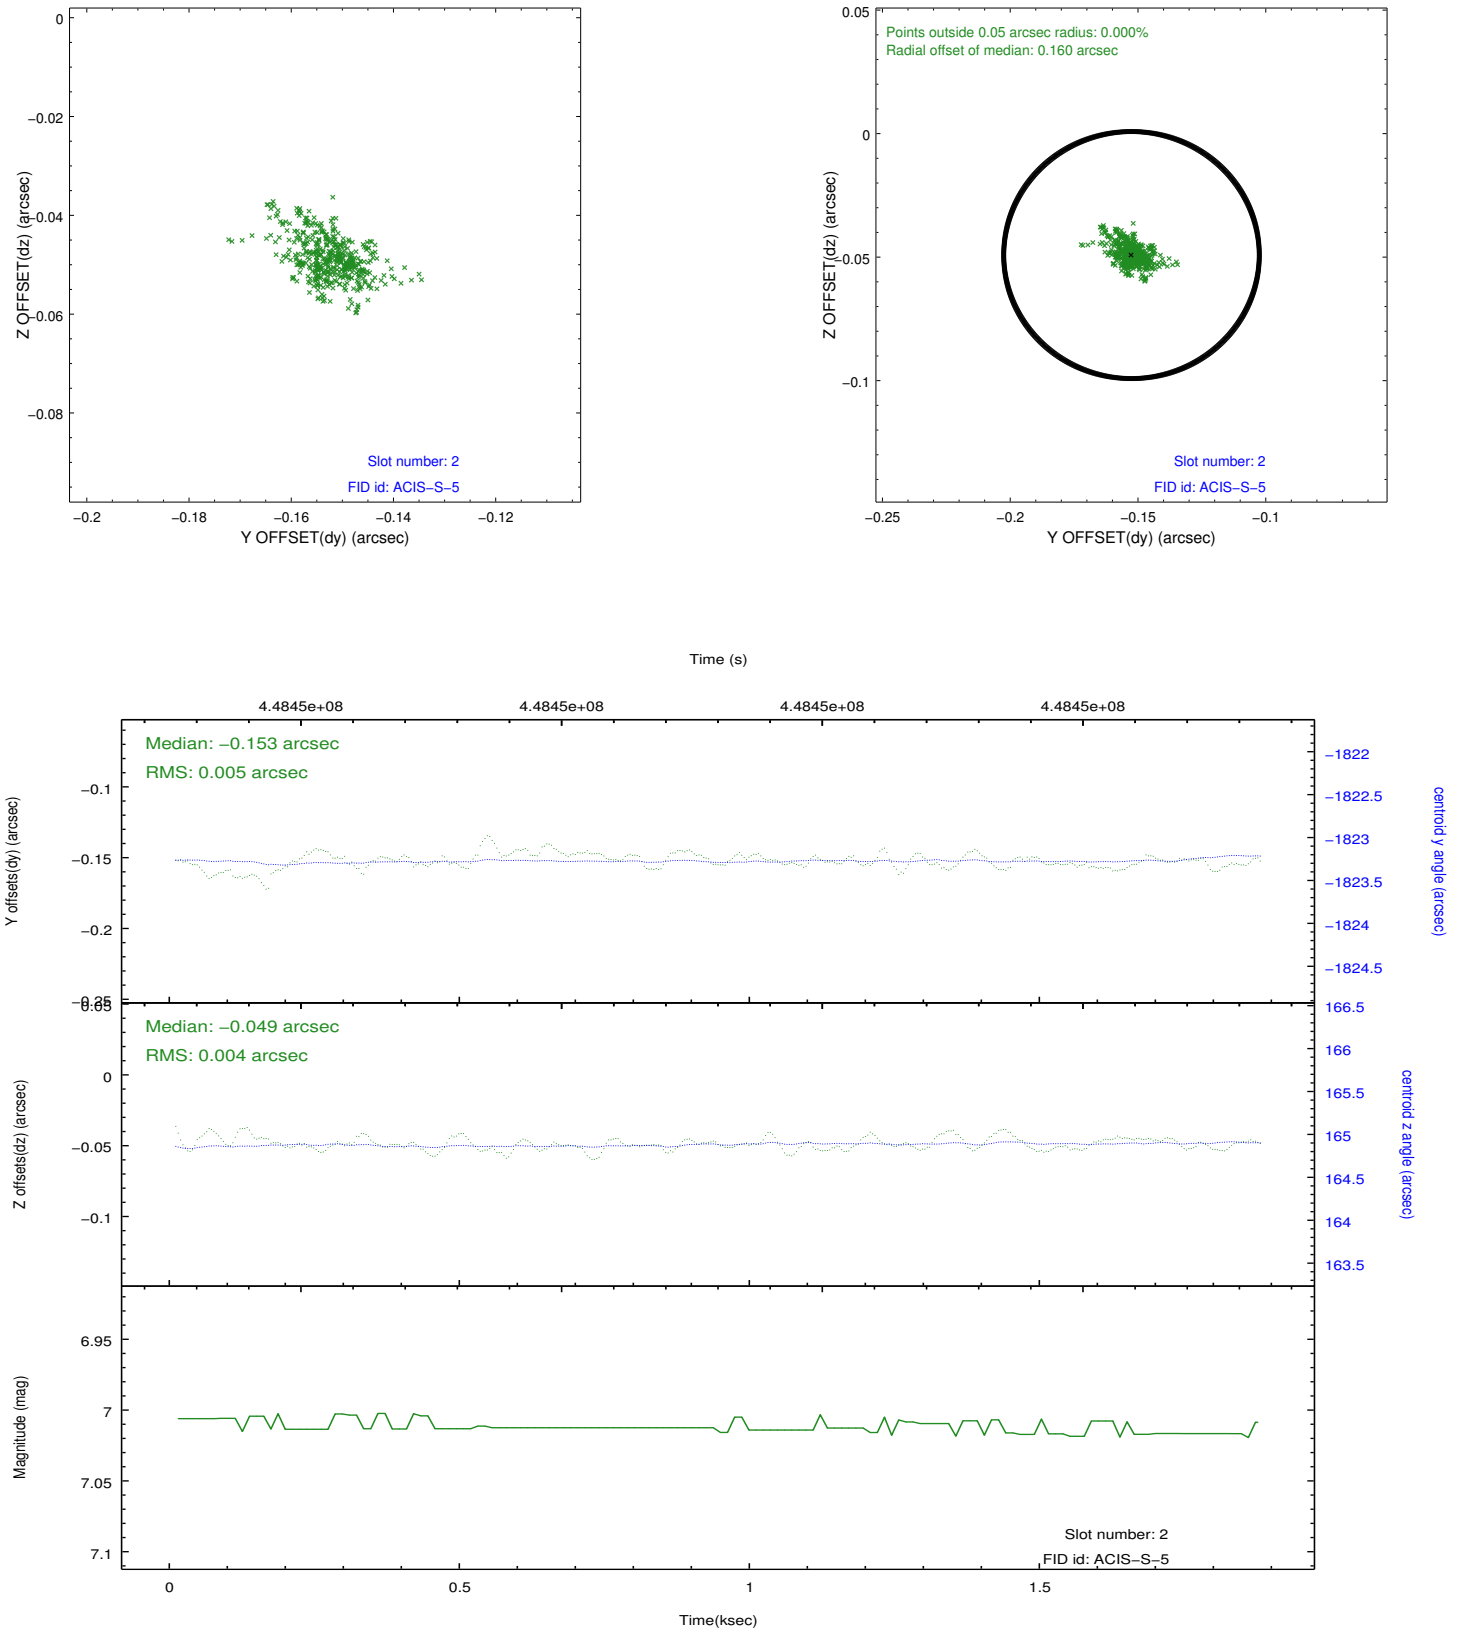 0
−0.02
−0.04
−0.06
−0.08
Z OFFSET(dz) (arcsec)
Slot number: 2
FID id: ACIS−S−5
−0.2
−0.18
−0.16
−0.14
−0.12
Y OFFSET(dy) (arcsec)
0.05
0
−0.05
−0.1
Z OFFSET(dz) (arcsec)
Points outside 0.05 arcsec radius: 0.000%
Radial offset of median: 0.160 arcsec
Slot number: 2
FID id: ACIS−S−5
−0.25
−0.2
−0.15
−0.1
Y OFFSET(dy) (arcsec)
Time (s)
4.4845e+08
4.4845e+08
4.4845e+08
4.4845e+08
Median: −0.153 arcsec
RMS: 0.005 arcsec
−0.1
−0.15
−0.2
−0.25
Y offsets(dy) (arcsec)
−1822
−1822.5
−1823
−1823.5
−1824
−1824.5
centroid y angle (arcsec)
Median: −0.049 arcsec
RMS: 0.004 arcsec
0.05
0
−0.05
−0.1
Z offsets(dz) (arcsec)
166.5
166
165.5
165
164.5
164
163.5
centroid z angle (arcsec)
6.95
7
7.05
7.1
Magnitude (mag)
Slot number: 2
FID id: ACIS−S−5
0
0.5
1
1.5
Time(ksec)